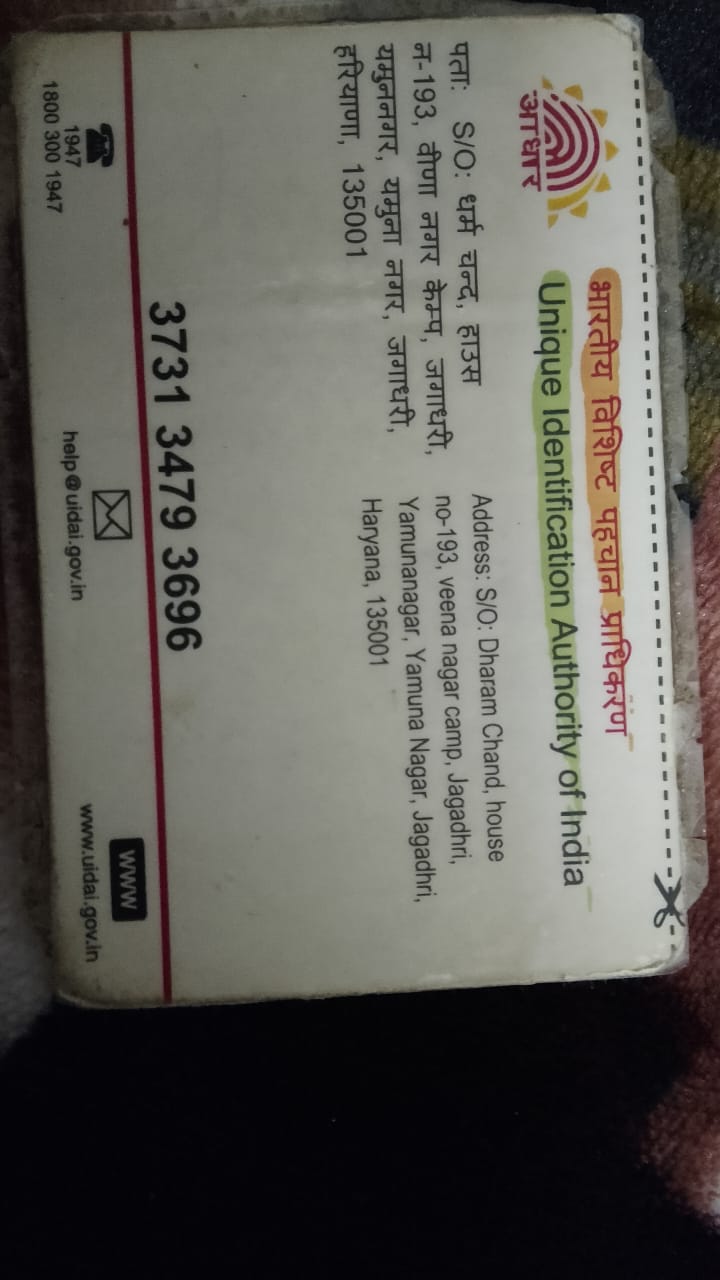 भारतीय विशिष्ट पहचान प्राधिकरण
Unique Identification Authority of India
आधार
पता: S/O: धर्म चन्द, हाउस
न-193, वीणा नगर केम्प, जगाधरी,
यमुननगर, यमुना नगर, जगाधरी,
हरियाणा, 135001
Address: S/O: Dharam Chand, house
no-193, veena nagar camp, Jagadhri,
Yamunanagar, Yamuna Nagar, Jagadhri,
Haryana, 135001
3731 3479 3696
1947
1800 300 1947
help@uidai.gov.in
WWW
www.uidai.gov.in